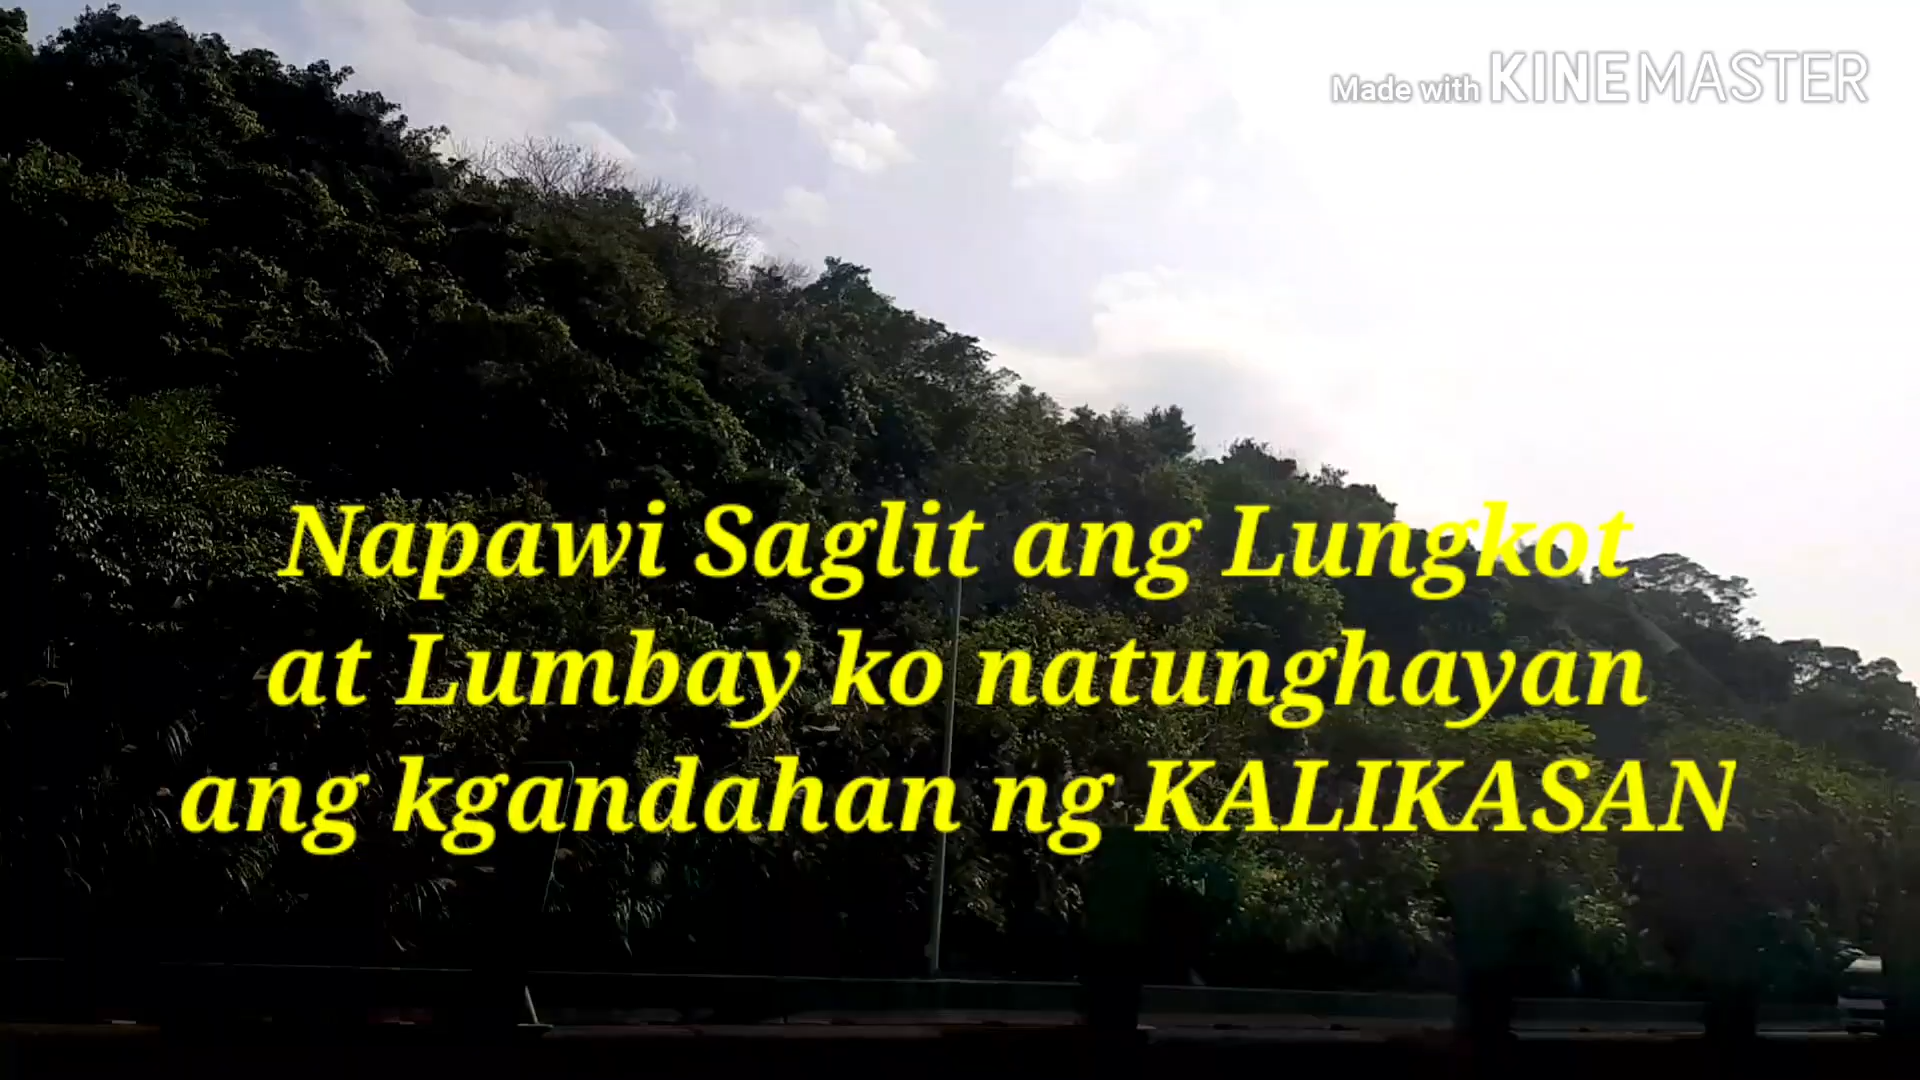 Made with KINEMASTER
Napawi Saglit ang Lungkot
at Lumbay ko natunghayan
ang kgandahan ng KALIKASAN